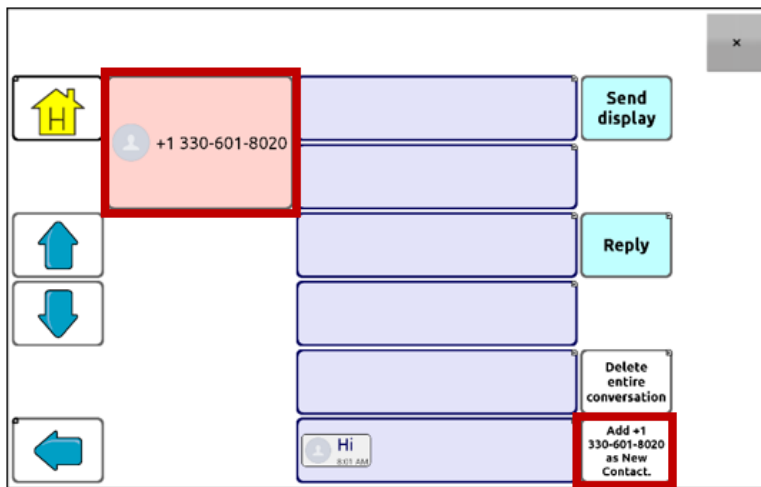 ×
H
+1 330-601-8020
Send
display
Reply
Delete
entire
conversation
Hi
8:01 AM
Add +1
330-601-8020
as New
Contact.